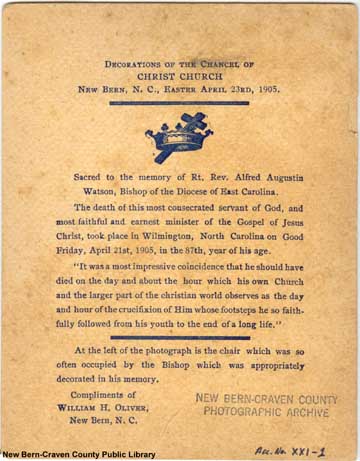 Decorations of the Chancel of
CHRIST CHURCH
New Bern, N. C., Easter April 23rd, 1905.
Sacred to the memory of Rt. Rev. Alfred Augustin
Watson, Bishop of the Diocese of East Carolina.
The death of this most consecrated servant of God, and
most faithful and earnest minister of the Gospel of Jesus
Christ, took place in Wilmington, North Carolina on Good
Friday, April 21st, 1905, in the 87th, year of his age.
"It was a most impressive coincidence that he should have
died on the day and about the hour which his own Church
and the larger part of the christian world observes as the day
and hour of the crucifixion of Him whose footsteps he so faith-
fully followed from his youth to the end of a long life."
At the left of the photograph is the chair which was so
often occupied by the Bishop which was appropriately
decorated in his memory.
Compliments of
William H. Oliver,
New Bern, N. C.
NEW BERN-CRAVEN COUNTY
PHOTOGRAPHIC ARCHIVE
Acc. No. XXI-1
New Bern-Craven County Public Library